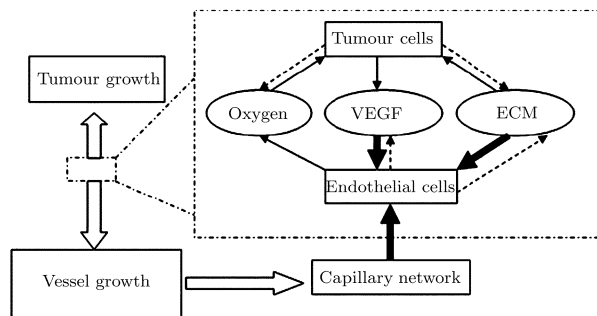 Tumour cells
Tumour growth
Oxygen
VEGF
ECM
Endothelial cells
Vessel growth
Capillary network